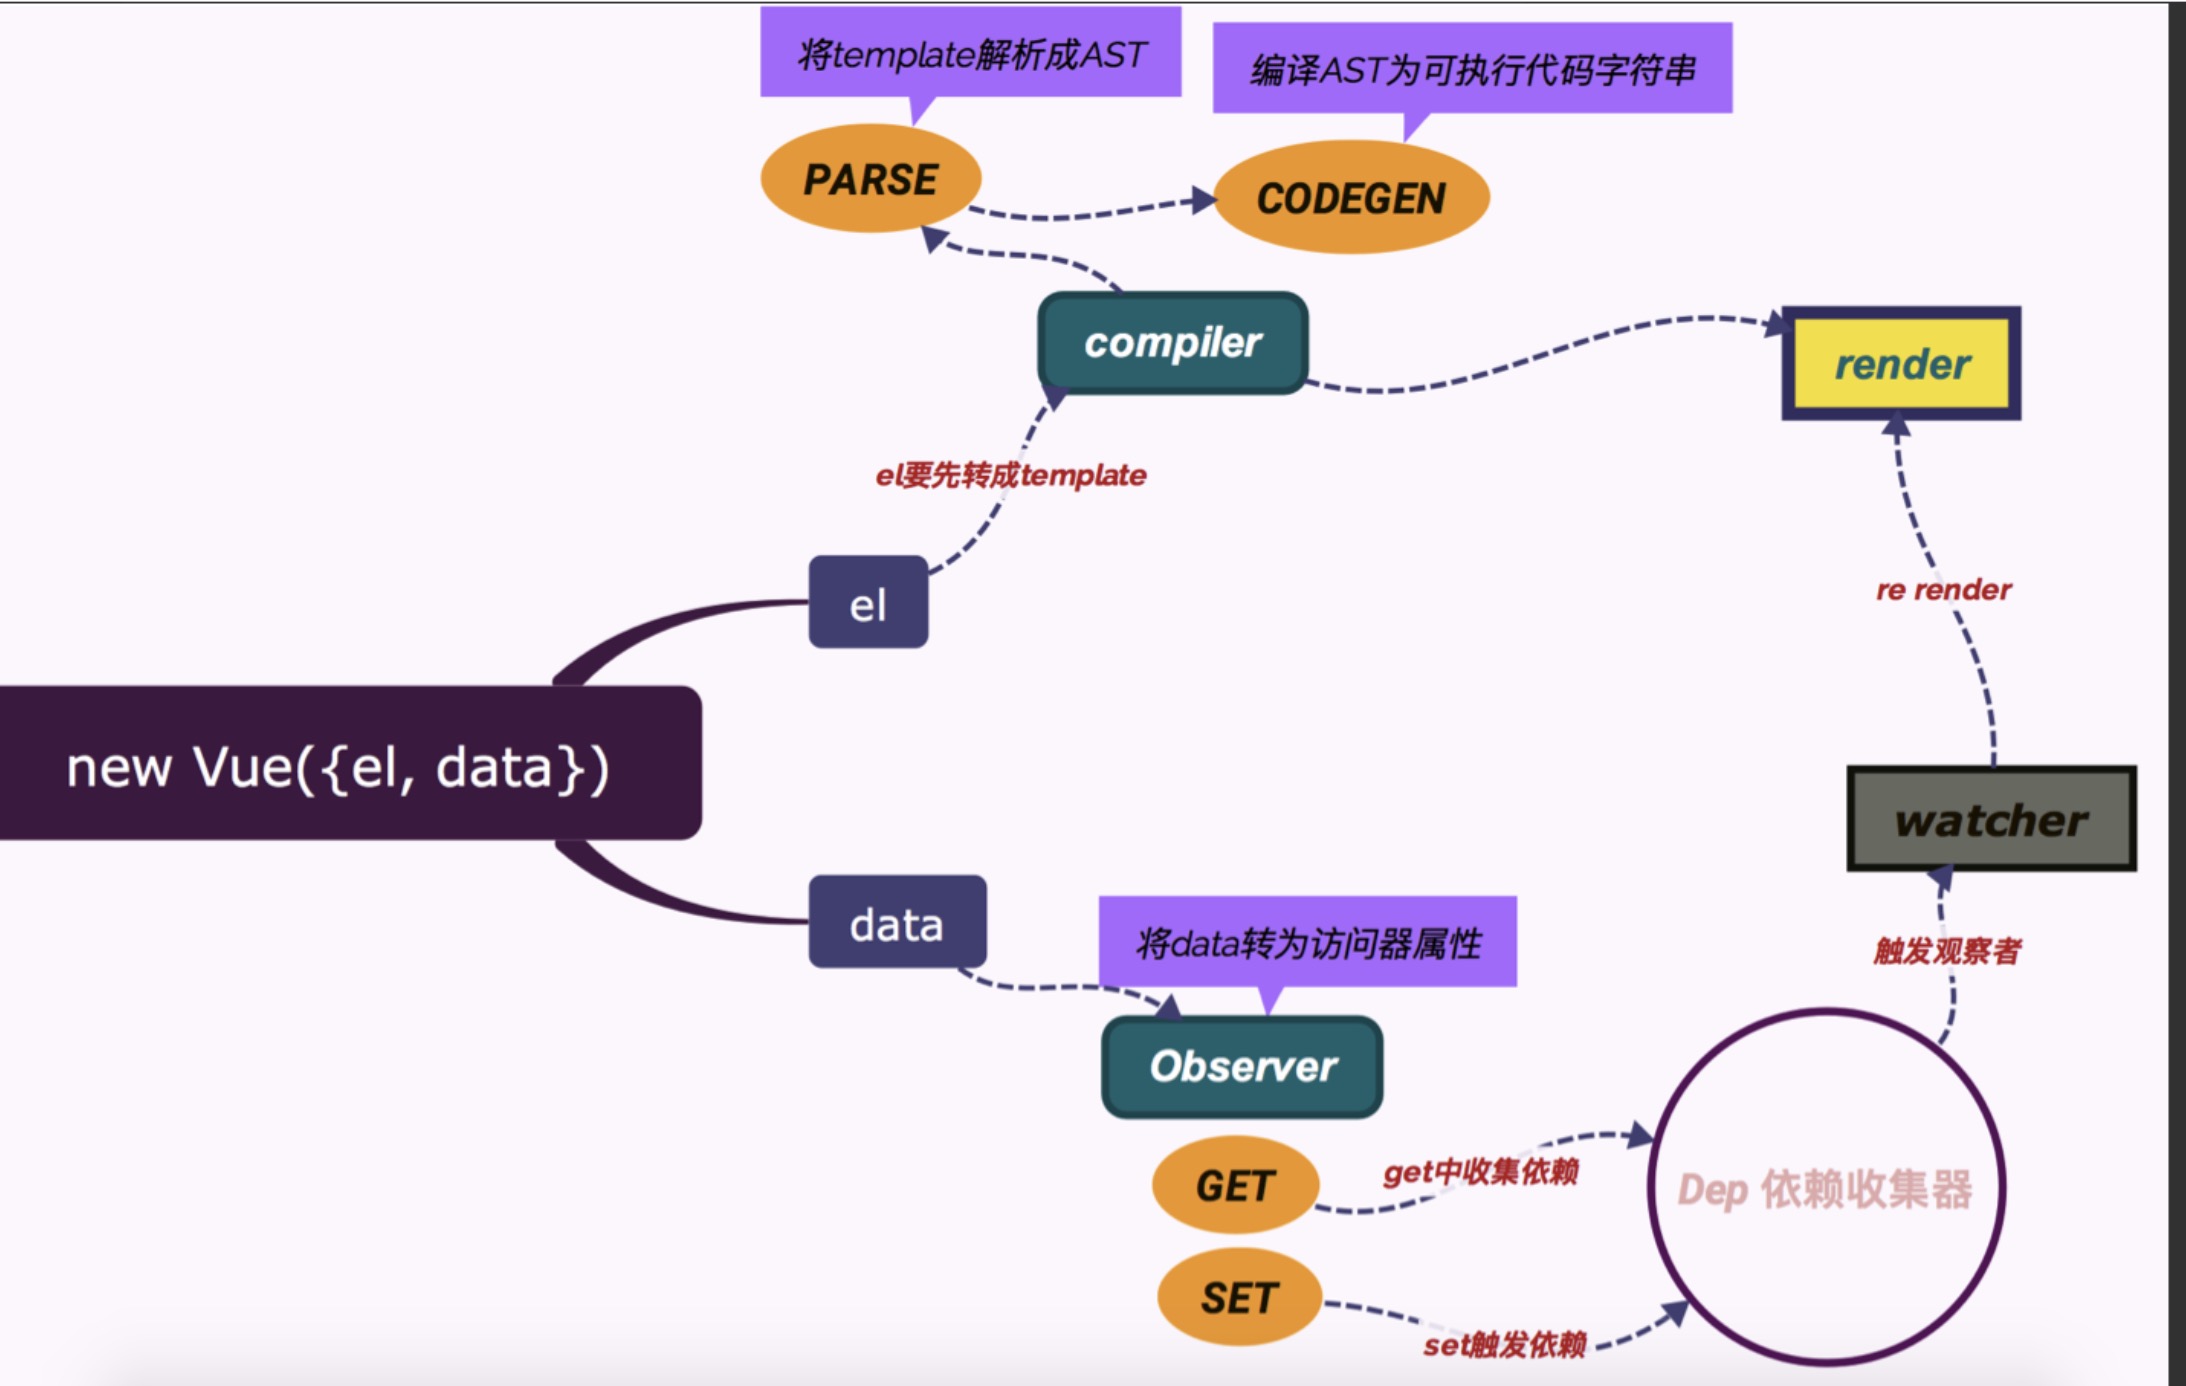 将template解析成AST
编译AST为可执行代码字符串
PARSE
CODEGEN
compiler
render
el要先转成template
re render
el
new Vue({el, data})
watcher
data
将data转为访问器属性
触发观察者
Observer
GET
get中收集依赖
Dep 依赖收集器
SET
set触发依赖